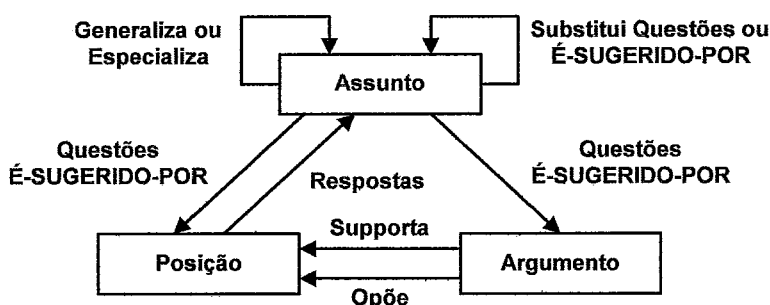 Generaliza ou
Especializa
Substitui Questões ou
É-SUGERIDO-POR
Assunto
Questões
É-SUGERIDO-POR
Respostas
Questões
É-SUGERIDO-POR
Supporta
Posição
Argumento
Opõe